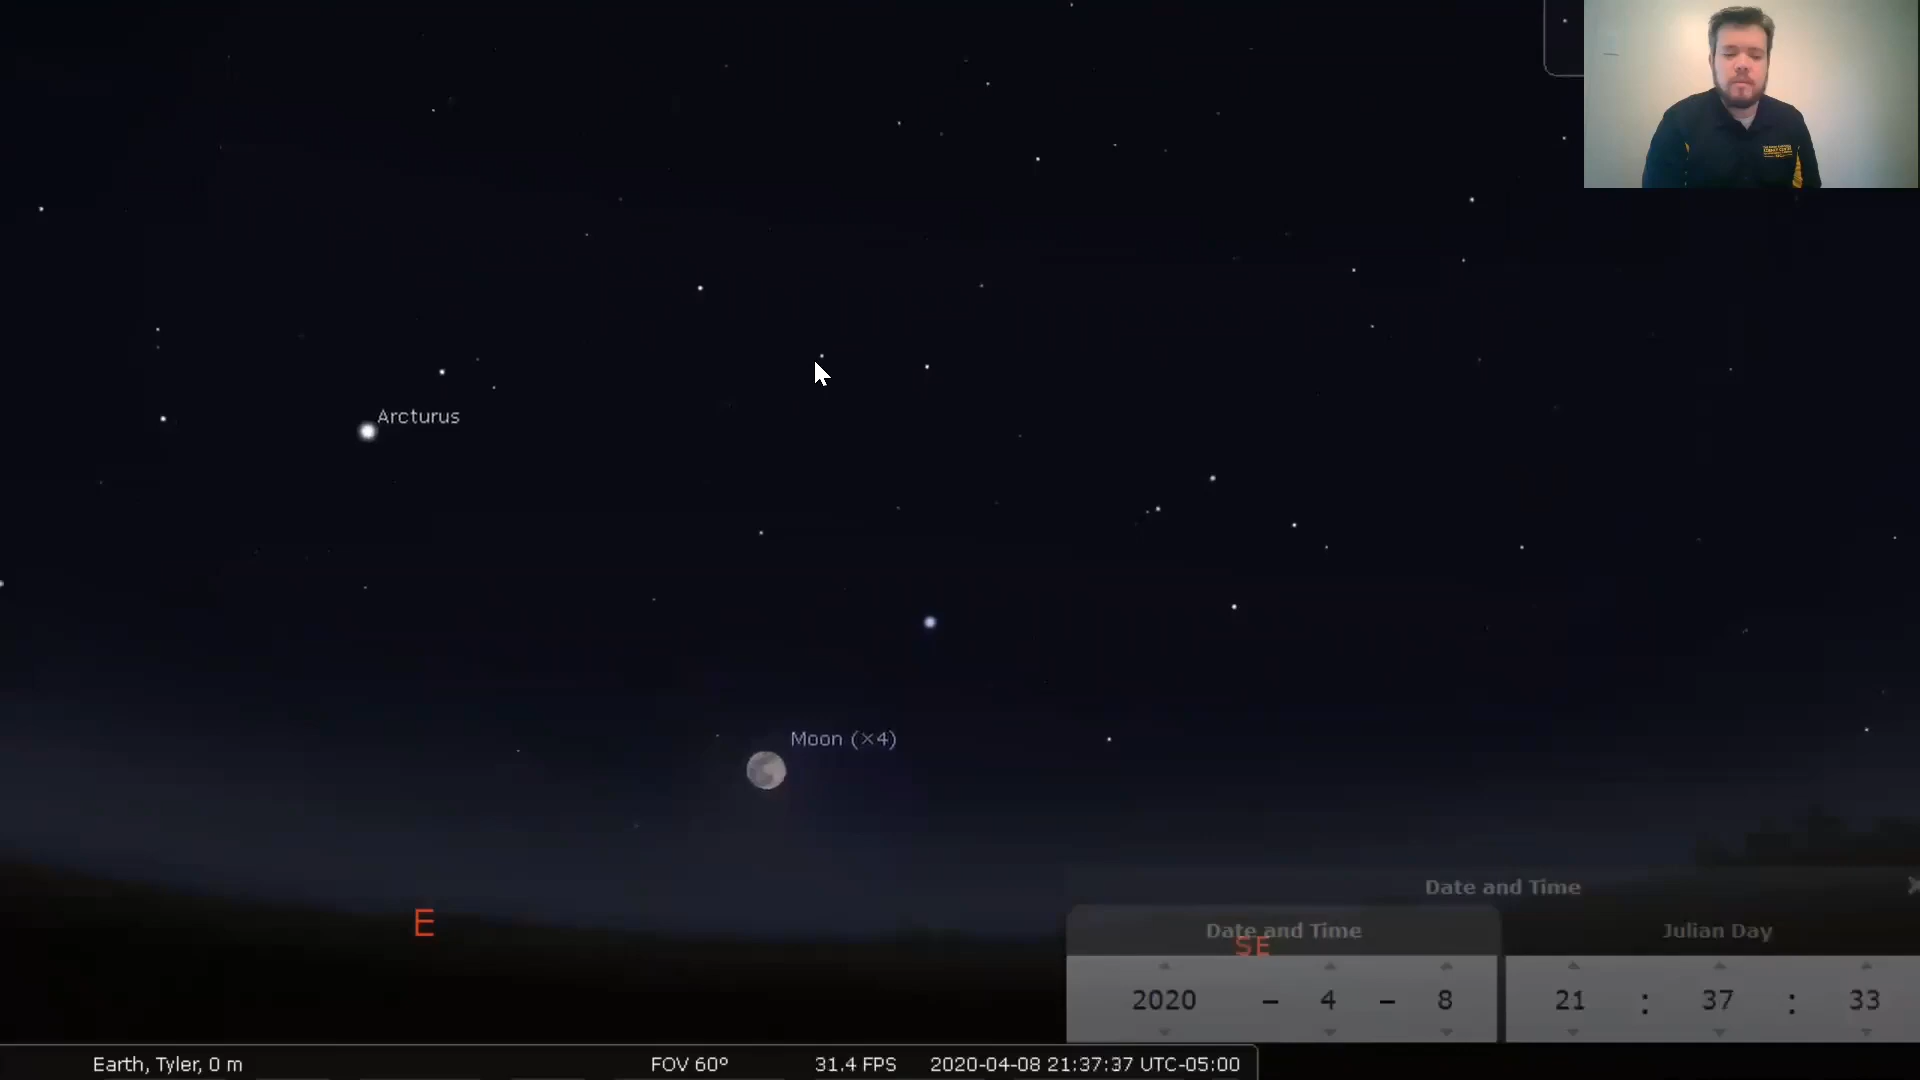 Arcturus
Moon (×4)
E
SE
Date and Time
Date and Time
Julian Day
2020 – 4 – 8
21 : 37 : 33
Earth, Tyler, 0 m
FOV 60°
31.4 FPS
2020-04-08 21:37:37 UTC-05:00